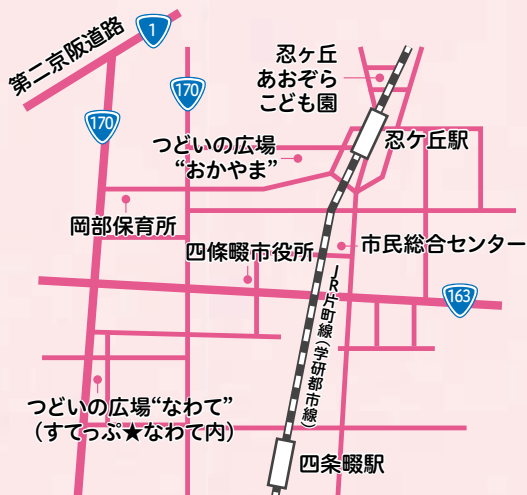 第二京阪道路
1
170
170
忍ヶ丘
あおぞら
こども園
忍ケ丘駅
つどいの広場
“おかやま”
岡部保育所
四條畷市役所
市民総合センター
163
JR片町線(学研都市線)
つどいの広場“なわて”
(すてっぷ★なわて内)
四条畷駅